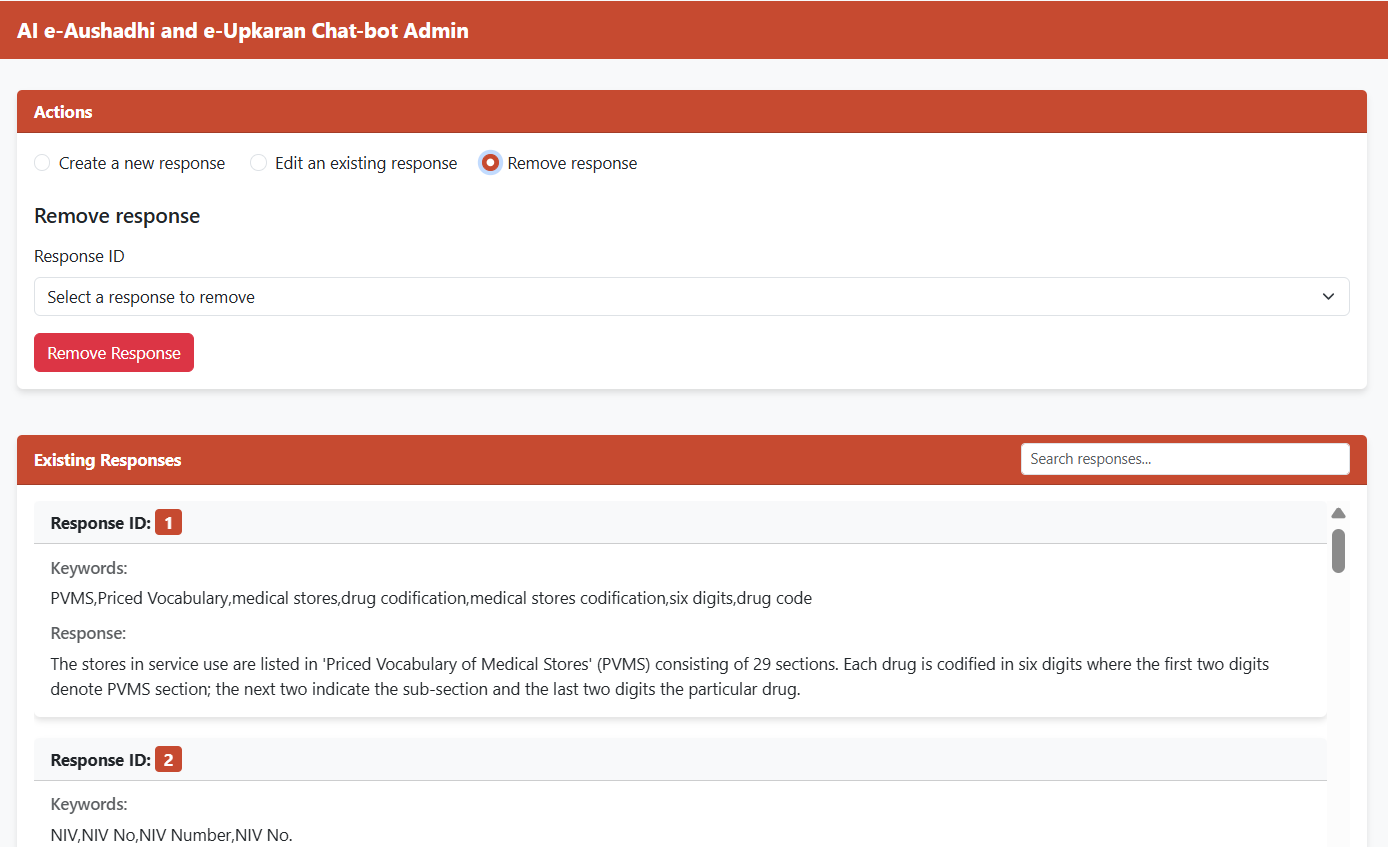 AI e-Aushadhi and e-Upkaran Chat-bot Admin
Actions
Create a new response Edit an existing response Remove response
Remove response
Response ID
Select a response to remove
Remove Response
Existing Responses Search responses...
Response ID: 1
Keywords:
PVMS,Priced Vocabulary,medical stores,drug codification,medical stores codification,six digits,drug code
Response:
The stores in service use are listed in 'Priced Vocabulary of Medical Stores' (PVMS) consisting of 29 sections. Each drug is codified in six digits where the first two digits
denote PVMS section; the next two indicate the sub-section and the last two digits the particular drug.
Response ID: 2
Keywords:
NIV,NIV No,NIV Number,NIV No.